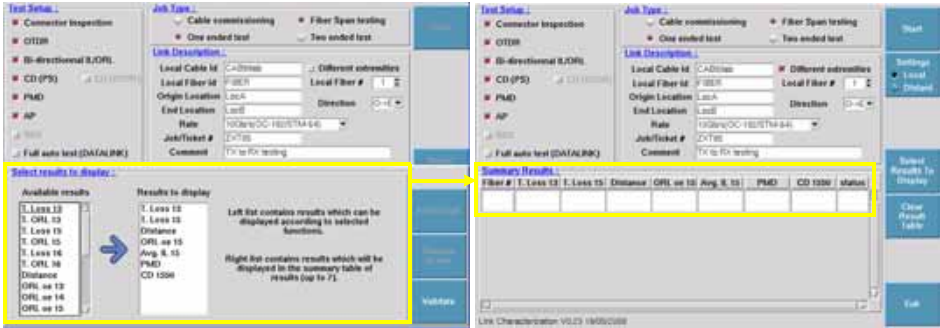 Test Setup :
Connector Inspection
OTDR
Bi-directionnal IL/ORL
CD (PS)
PMD
AP
Full auto test (DATALINK)
Job Type :
Cable commissioning
Fiber Span testing
One ended test
Two ended test
Link Description :
Local Cable Id
Different extremities
Local Fiber Id FIBER
Local Fiber # 1
Origin Location LocA
End Location LocB
Direction
Rate
Job/Ticket #
Comment TX to RX testing
Select results to display :
Available results
T. Loss 13
T. ORL 13
T. Loss 15
T. ORL 15
T. Loss 16
T. ORL 16
Distance
ORL oe 13
ORL oe 14
ORL oe 15
Results to display
T. Loss 13
T. Loss 15
Distance
ORL oe 15
Avg. S. 15
PMD
CD 1550
Left list contains results which can be
displayed according to selected
functions.
Right list contains results which will be
displayed in the summary table of
results (up to 7).
Validate
Test Setup :
Connector Inspection
OTDR
Bi-directionnal IL/ORL
CD (PS)
PMD
AP
Full auto test (DATALINK)
Job Type :
Cable commissioning
Fiber Span testing
One ended test
Two ended test
Link Description :
Local Cable Id
Different extremities
Local Fiber Id FIBER
Local Fiber # 1
Origin Location LocA
End Location LocB
Direction
Rate
Job/Ticket #
Comment TX to RX testing
Summary Results :
Fiber # T. Loss 13 T. Loss 15 Distance ORL oe 15 Avg. S. 15 PMD CD 1550 status
Start
Settings
Local
Distant
Select
Results To
Display
Clear
Result
Table
Exit